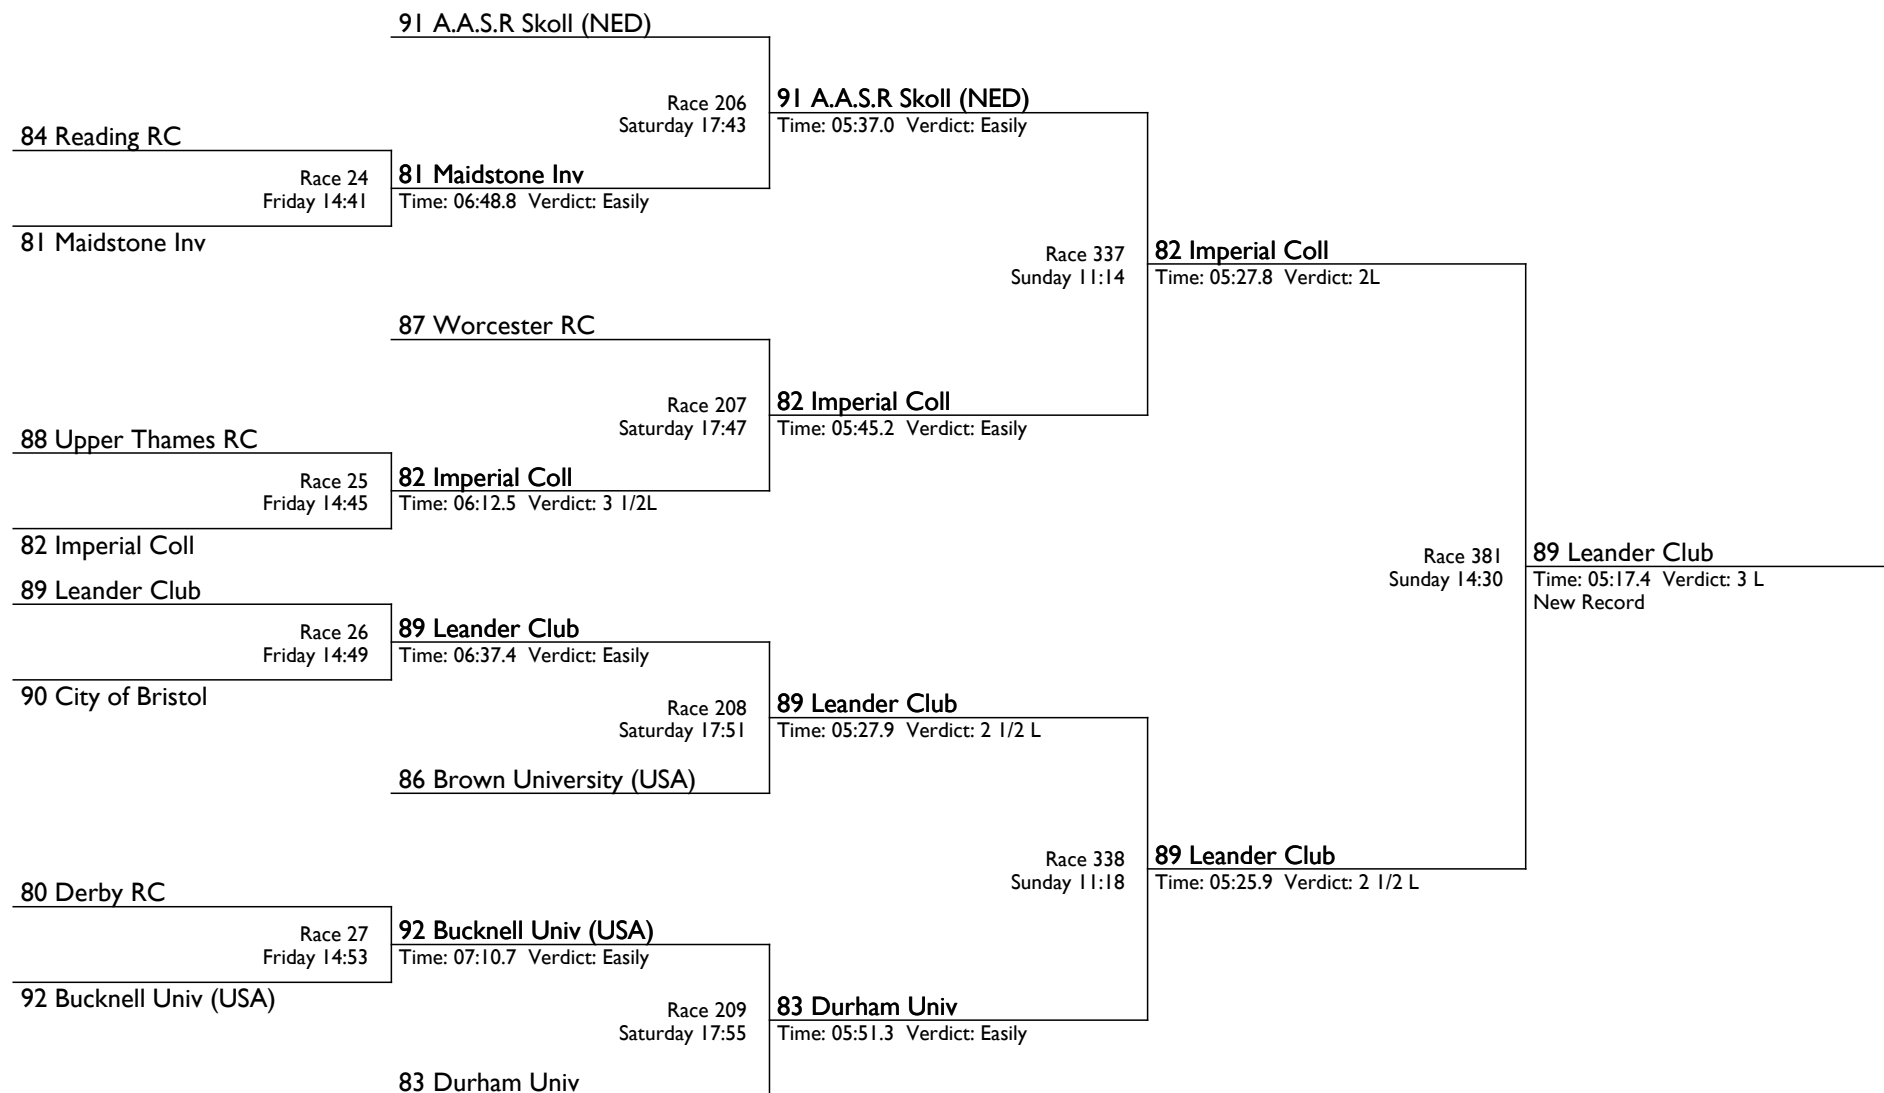 91 A.A.S.R Skoll (NED)
Race 206
Saturday 17:43
91 A.A.S.R Skoll (NED)
Time: 05:37.0 Verdict: Easily
84 Reading RC
Race 24
Friday 14:41
81 Maidstone Inv
Time: 06:48.8 Verdict: Easily
81 Maidstone Inv
Race 337
Sunday 11:14
82 Imperial Coll
Time: 05:27.8 Verdict: 2L
87 Worcester RC
Race 207
Saturday 17:47
82 Imperial Coll
Time: 05:45.2 Verdict: Easily
88 Upper Thames RC
Race 25
Friday 14:45
82 Imperial Coll
Time: 06:12.5 Verdict: 3 1/2L
82 Imperial Coll
Race 381
Sunday 14:30
89 Leander Club
Time: 05:17.4 Verdict: 3 L
New Record
89 Leander Club
Race 26
Friday 14:49
89 Leander Club
Time: 06:37.4 Verdict: Easily
90 City of Bristol
Race 208
Saturday 17:51
89 Leander Club
Time: 05:27.9 Verdict: 2 1/2 L
86 Brown University (USA)
Race 338
Sunday 11:18
89 Leander Club
Time: 05:25.9 Verdict: 2 1/2 L
80 Derby RC
Race 27
Friday 14:53
92 Bucknell Univ (USA)
Time: 07:10.7 Verdict: Easily
92 Bucknell Univ (USA)
Race 209
Saturday 17:55
83 Durham Univ
Time: 05:51.3 Verdict: Easily
83 Durham Univ